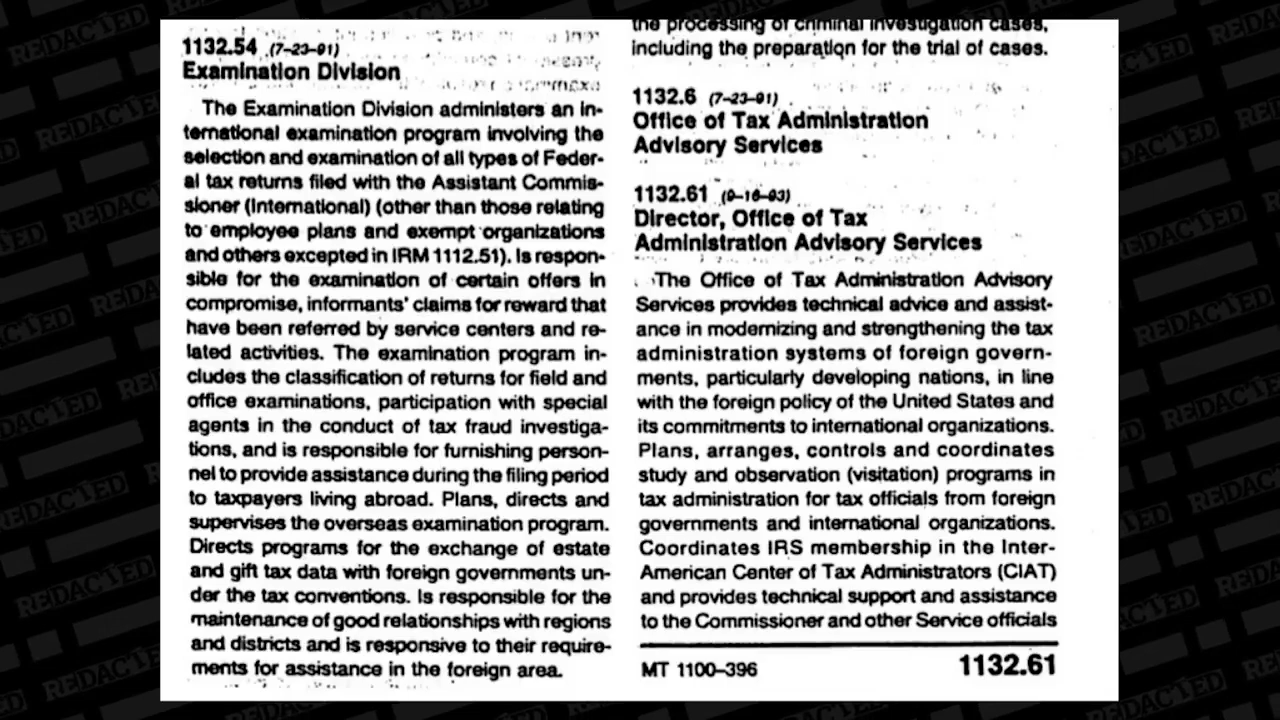 1132.54 (7–23–91)
Examination Division
The Examination Division administers an in-
ternational examination program involving the
selection and examination of all types of Feder-
al tax returns filed with the Assistant Commis-
sioner (International) (other than those relating
to employee plans and exempt organizations
and others excepted in IRM 1112.51). Is respon-
sible for the examination of certain offers in
compromise, informants' claims for reward that
have been referred by service centers and re-
lated activities. The examination program in-
cludes the classification of returns for field and
office examinations, participation with special
agents in the conduct of tax fraud investiga-
tions, and is responsible for furnishing person-
nel to provide assistance during the filing period
to taxpayers living abroad. Plans, directs and
supervises the overseas examination program.
Directs programs for the exchange of estate
and gift tax data with foreign governments un-
der the tax conventions. Is responsible for the
maintenance of good relationships with regions
and districts and is responsive to their require-
ments for assistance in the foreign area.
the processing of criminal investigation cases,
including the preparation for the trial of cases.
1132.6 (7–23–91)
Office of Tax Administration
Advisory Services
1132.61 (9–16–93)
Director, Office of Tax
Administration Advisory Services
The Office of Tax Administration Advisory
Services provides technical advice and assist-
ance in modernizing and strengthening the tax
administration systems of foreign govern-
ments, particularly developing nations, in line
with the foreign policy of the United States and
its commitments to international organizations.
Plans, arranges, controls and coordinates
study and observation (visitation) programs in
tax administration for tax officials from foreign
governments and international organizations.
Coordinates IRS membership in the Inter-
American Center of Tax Administrators (CIAT)
and provides technical support and assistance
to the Commissioner and other Service officials
MT 1100–396
1132.61
REDACTED